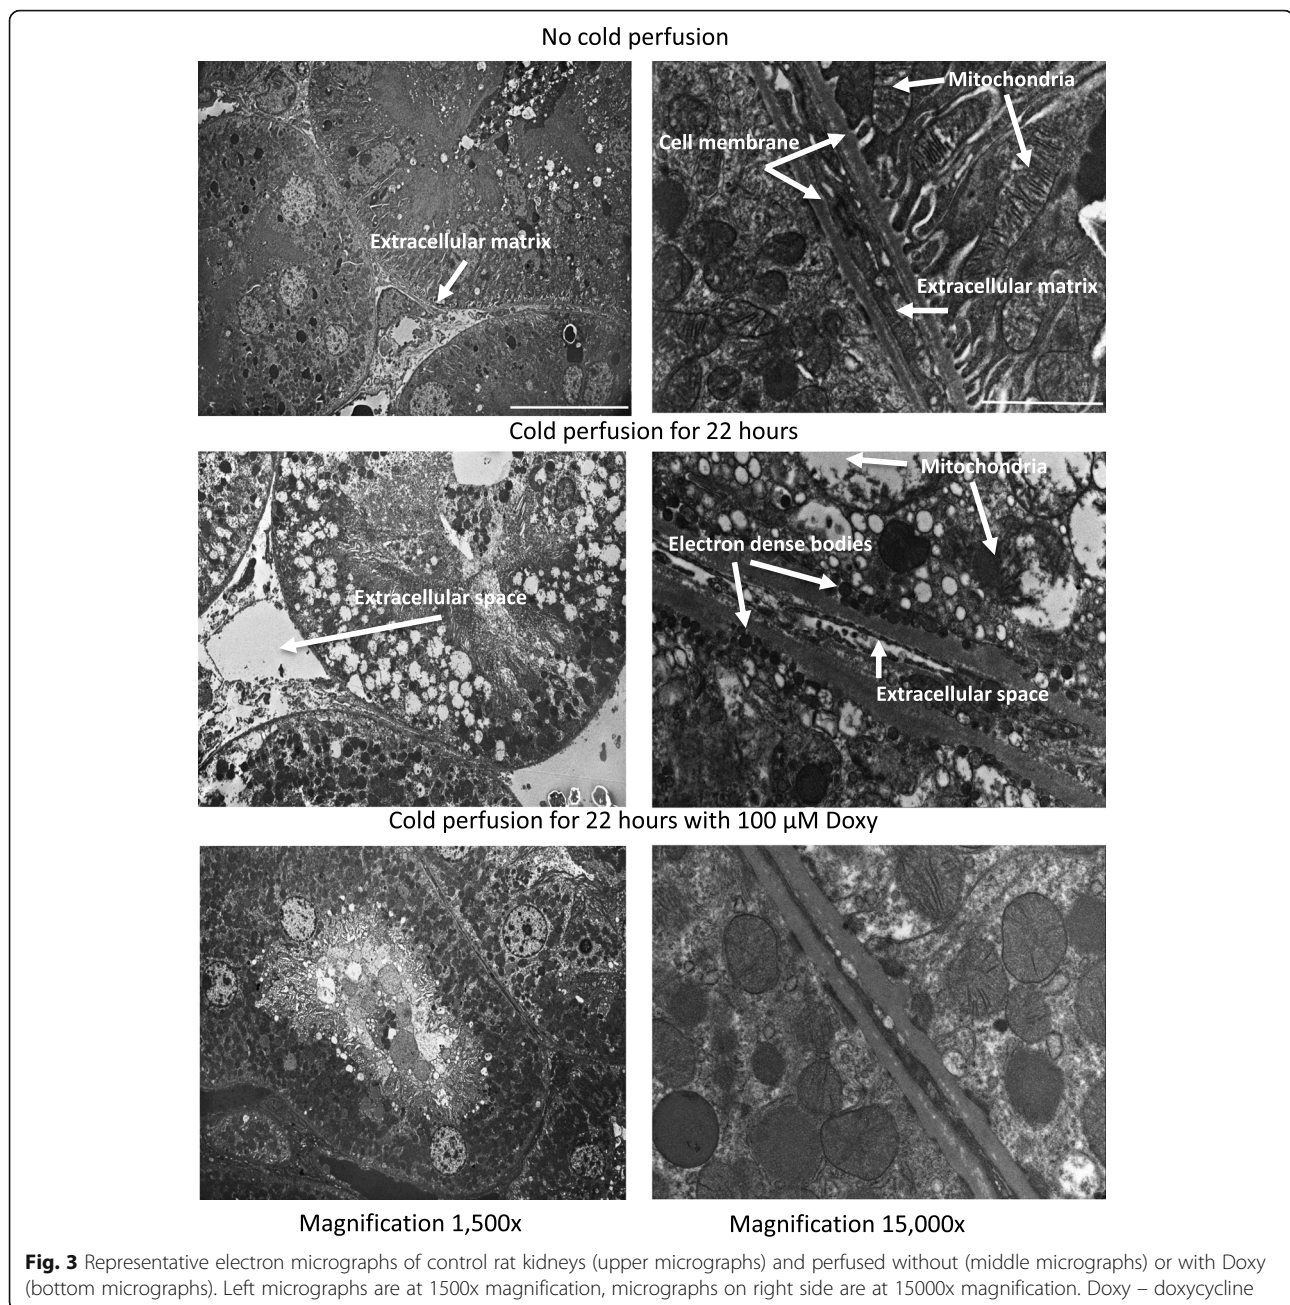 No cold perfusion
Extracellular matrix
Mitochondria
Cell membrane
Extracellular matrix
Cold perfusion for 22 hours
Extracellular space
Mitochondria
Electron dense bodies
Extracellular space
Cold perfusion for 22 hours with 100 µM Doxy
Magnification 1,500x
Magnification 15,000x
Fig. 3 Representative electron micrographs of control rat kidneys (upper micrographs) and perfused without (middle micrographs) or with Doxy
(bottom micrographs). Left micrographs are at 1500x magnification, micrographs on right side are at 15000x magnification. Doxy – doxycycline